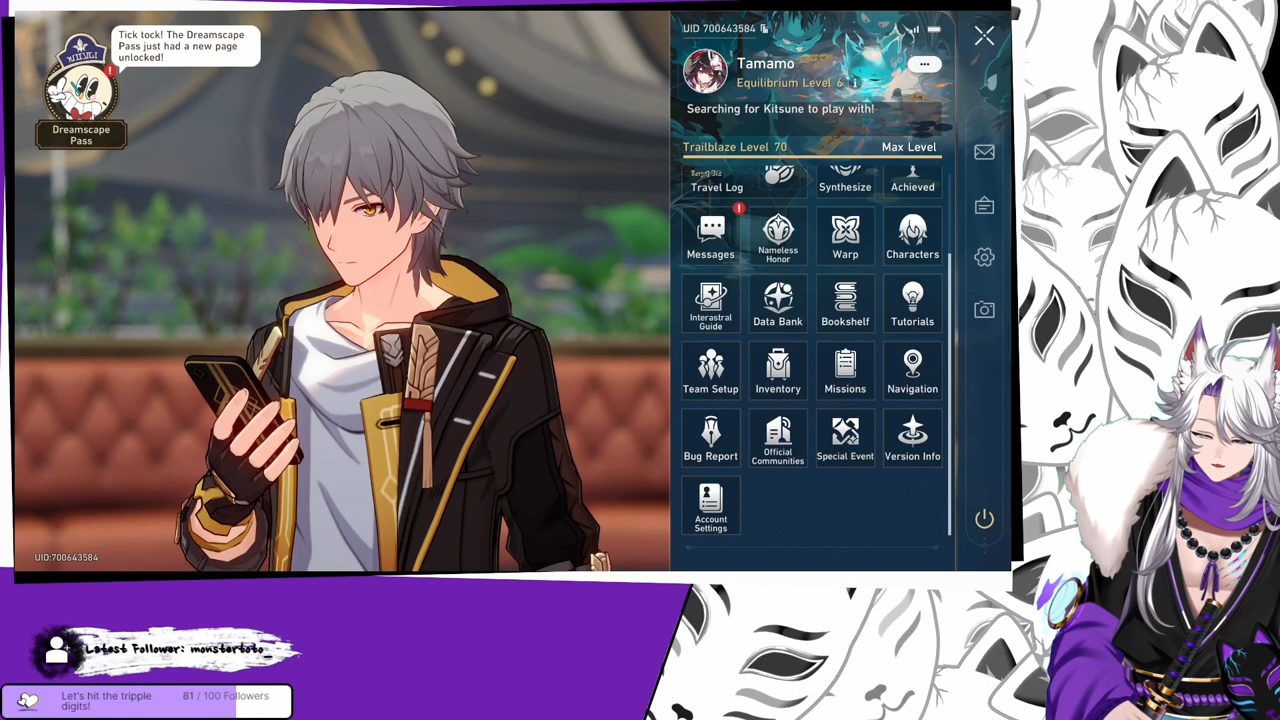 Tick tock! The Dreamscape
Pass just had a new page
unlocked!
Dreamscape
Pass
UID 700643584
Tamamo
Equilibrium Level 6
Searching for Kitsune to play with!
Trailblaze Level 70 Max Level
Travel Log Synthesize Achieved
Messages Nameless Honor Warp Characters
Interastral Guide Data Bank Bookshelf Tutorials
Team Setup Inventory Missions Navigation
Bug Report Official Communities Special Event Version Info
Account
Settings
UID:700643584
Latest Follower: monstertoto_
Let's hit the tripple
digits!
81 / 100 Followers